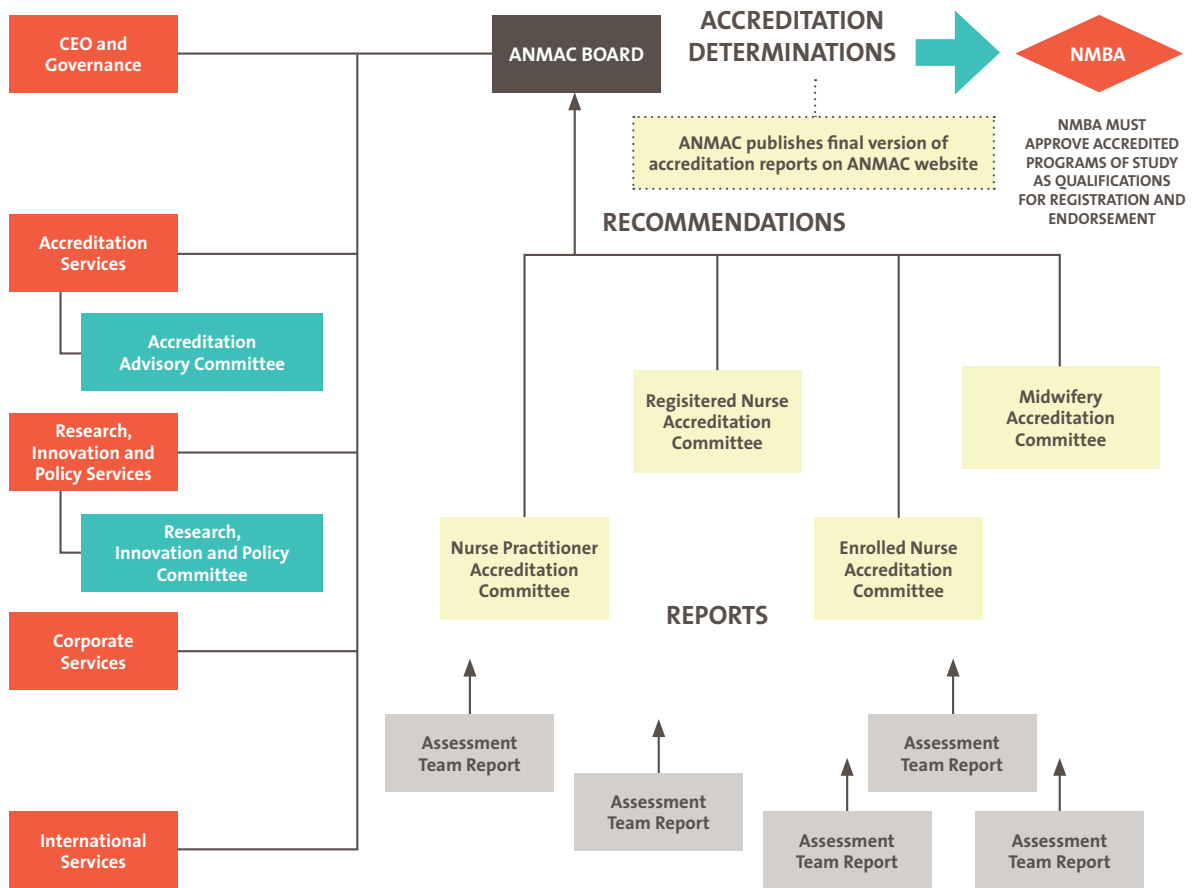 CEO and
Governance
ANMAC BOARD
ACCREDITATION
DETERMINATIONS
NMBA
ANMAC publishes final version of
accreditation reports on ANMAC website
NMBA MUST
APPROVE ACCREDITED
PROGRAMS OF STUDY
AS QUALIFICATIONS
FOR REGISTRATION AND
ENDORSEMENT
RECOMMENDATIONS
Accreditation
Services
Accreditation
Advisory Committee
Research,
Innovation and
Policy Services
Research,
Innovation and Policy
Committee
Corporate
Services
International
Services
Regisitered Nurse
Accreditation
Committee
Midwifery
Accreditation
Committee
Nurse Practitioner
Accreditation
Committee
Enrolled Nurse
Accreditation
Committee
REPORTS
Assessment
Team Report
Assessment
Team Report
Assessment
Team Report
Assessment
Team Report
Assessment
Team Report